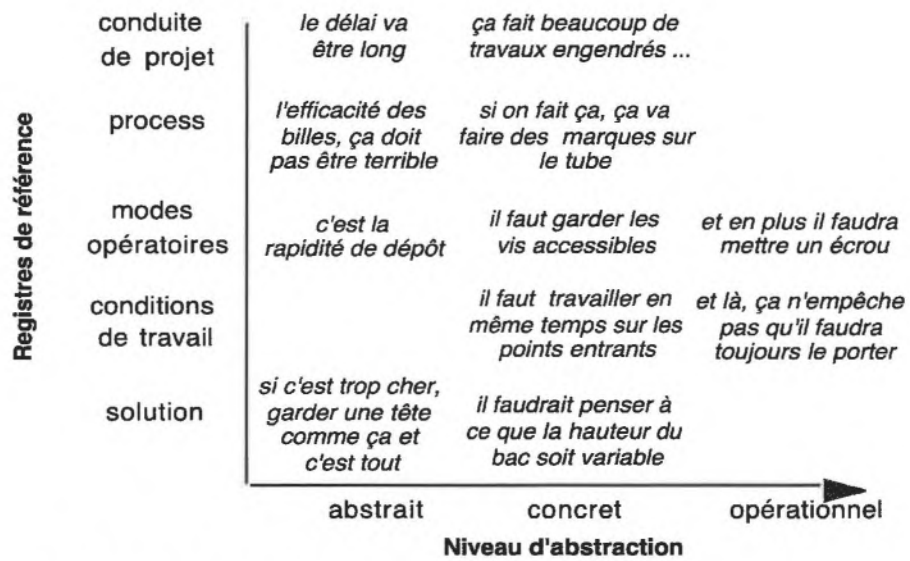 conduite
de projet
le délai va
être long
ça fait beaucoup de
travaux engendrés ...
process
l'efficacité des
billes, ça doit
pas être terrible
si on fait ça, ça va
faire des marques sur
le tube
modes
opératoires
c'est la
rapidité de dépôt
il faut garder les
vis accessibles
et en plus il faudra
mettre un écrou
conditions
de travail
il faut travailler en
même temps sur les
points entrants
et là, ça n'empêche
pas qu'il faudra
toujours le porter
solution
si c'est trop cher,
garder une tête
comme ça et
c'est tout
il faudrait penser à
ce que la hauteur du
bac soit variable
Registres de référence
abstrait
concret
opérationnel
Niveau d'abstraction